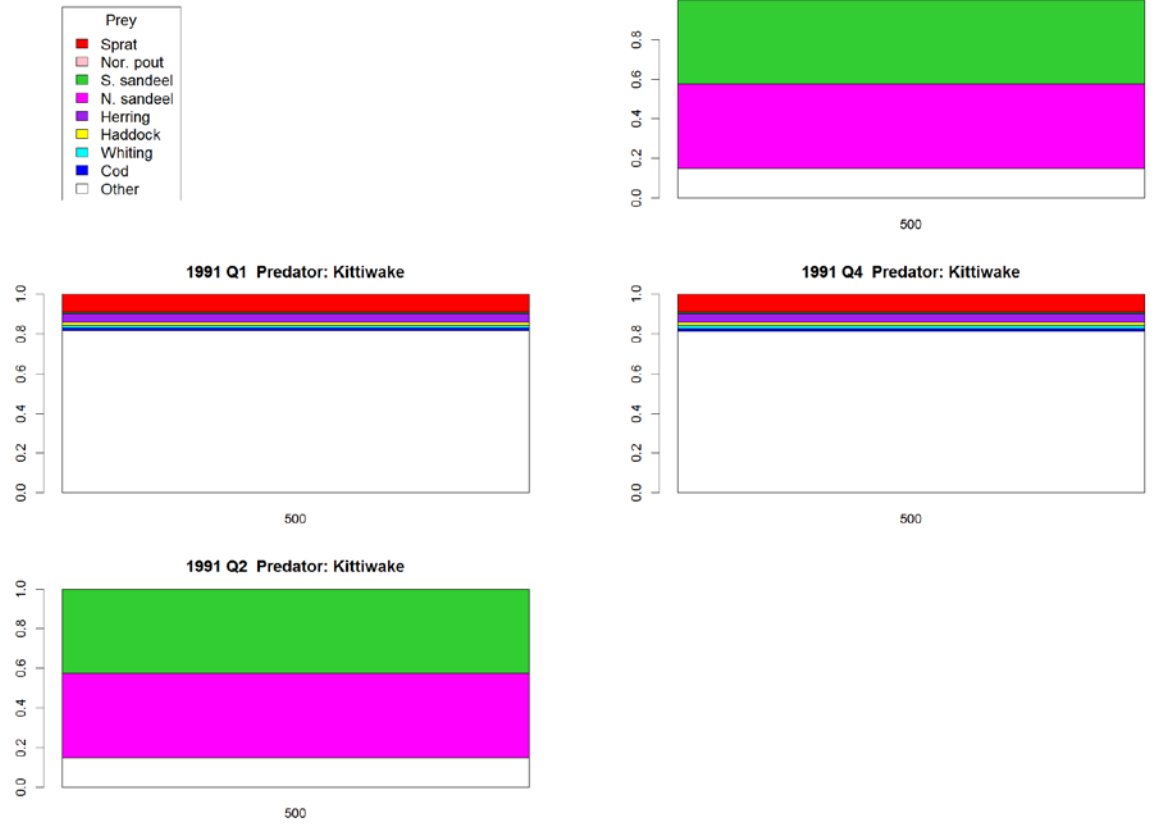 Prey
Sprat
Nor. pout
S. sandeel
N. sandeel
Herring
Haddock
Whiting
Cod
Other
0.8
0.6
0.4
0.2
0.0
500
1991 Q1 Predator: Kittiwake
1.0
0.8
0.6
0.4
0.2
0.0
500
1991 Q4 Predator: Kittiwake
1.0
0.8
0.6
0.4
0.2
0.0
500
1991 Q2 Predator: Kittiwake
1.0
0.8
0.6
0.4
0.2
0.0
500